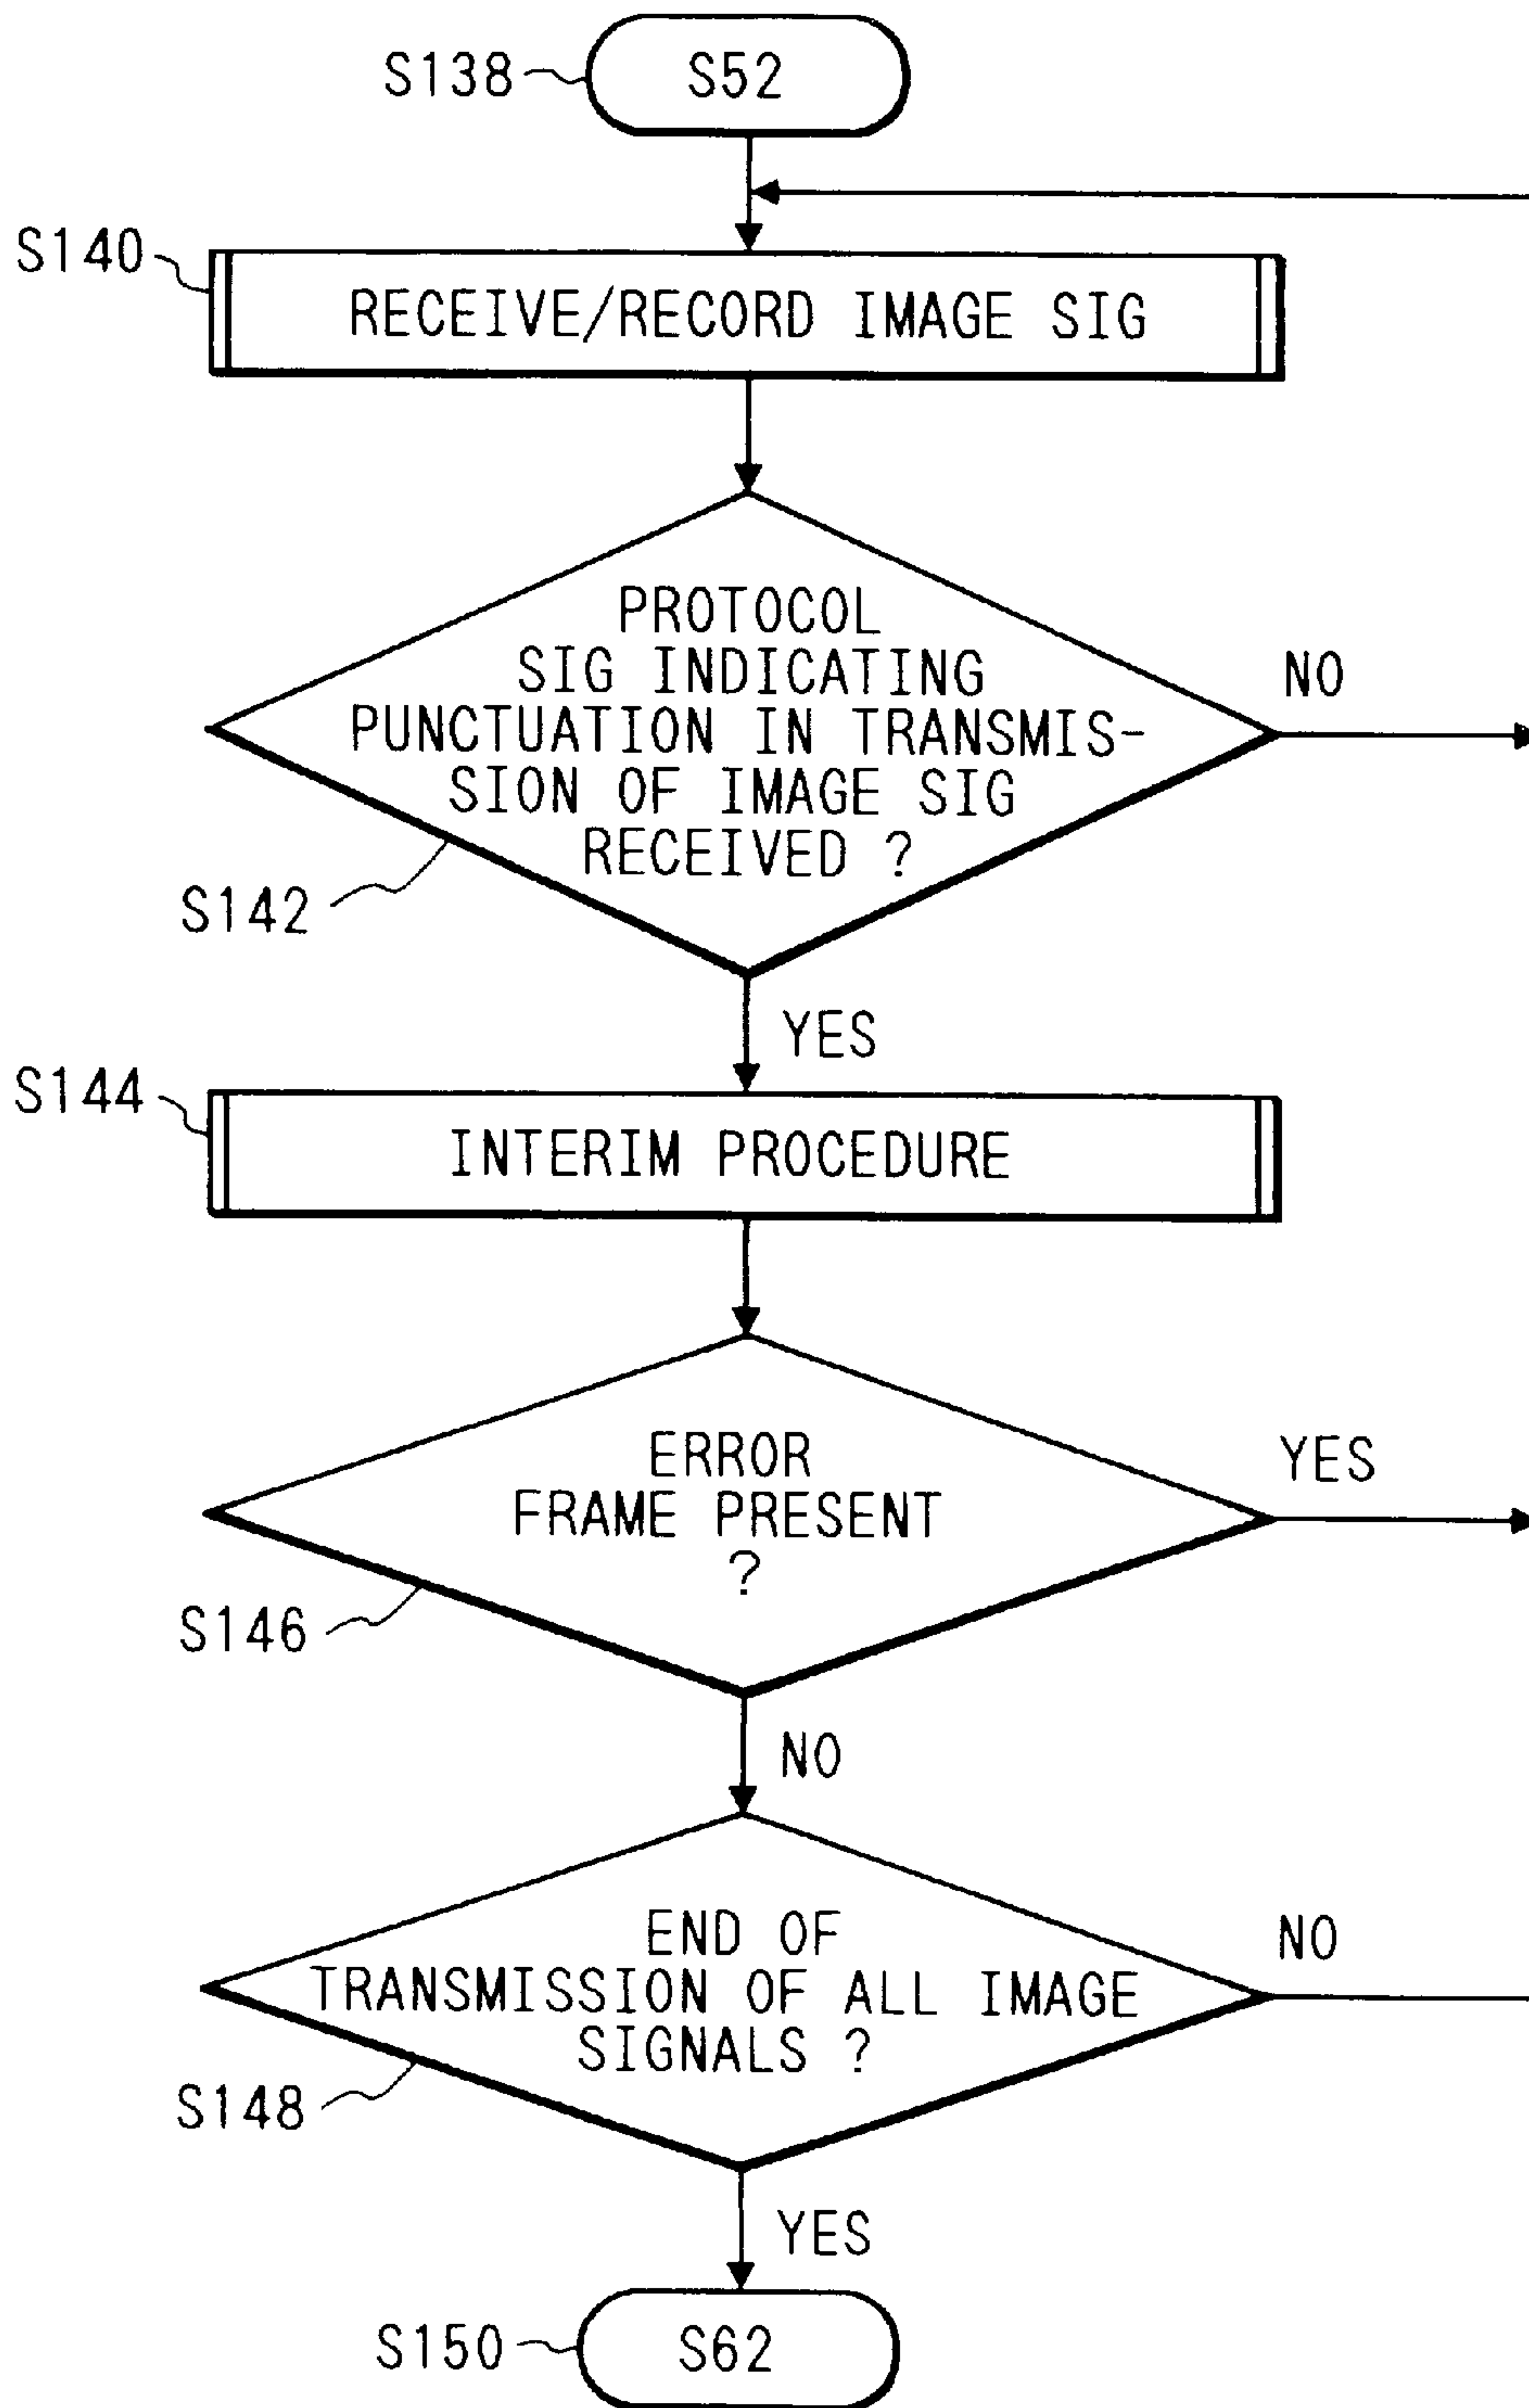 S138
S52
S140
RECEIVE/RECORD IMAGE SIG
PROTOCOL
SIG INDICATING
PUNCTUATION IN TRANSMIS-
SION OF IMAGE SIG
RECEIVED ?
NO
S142
YES
S144
INTERIM PROCEDURE
ERROR
FRAME PRESENT
?
YES
S146
NO
END OF
TRANSMISSION OF ALL IMAGE
SIGNALS ?
NO
S148
YES
S150
S62